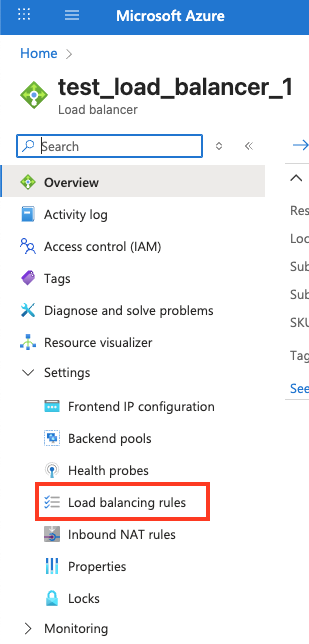 Microsoft Azure
Home
test_load_balancer_1
Load balancer
Search
Overview
Activity log
Access control (IAM)
Tags
Diagnose and solve problems
Resource visualizer
Settings
Frontend IP configuration
Backend pools
Health probes
Load balancing rules
Inbound NAT rules
Properties
Locks
Monitoring
Res
Loc
Sub
Sub
SKU
Tag
See